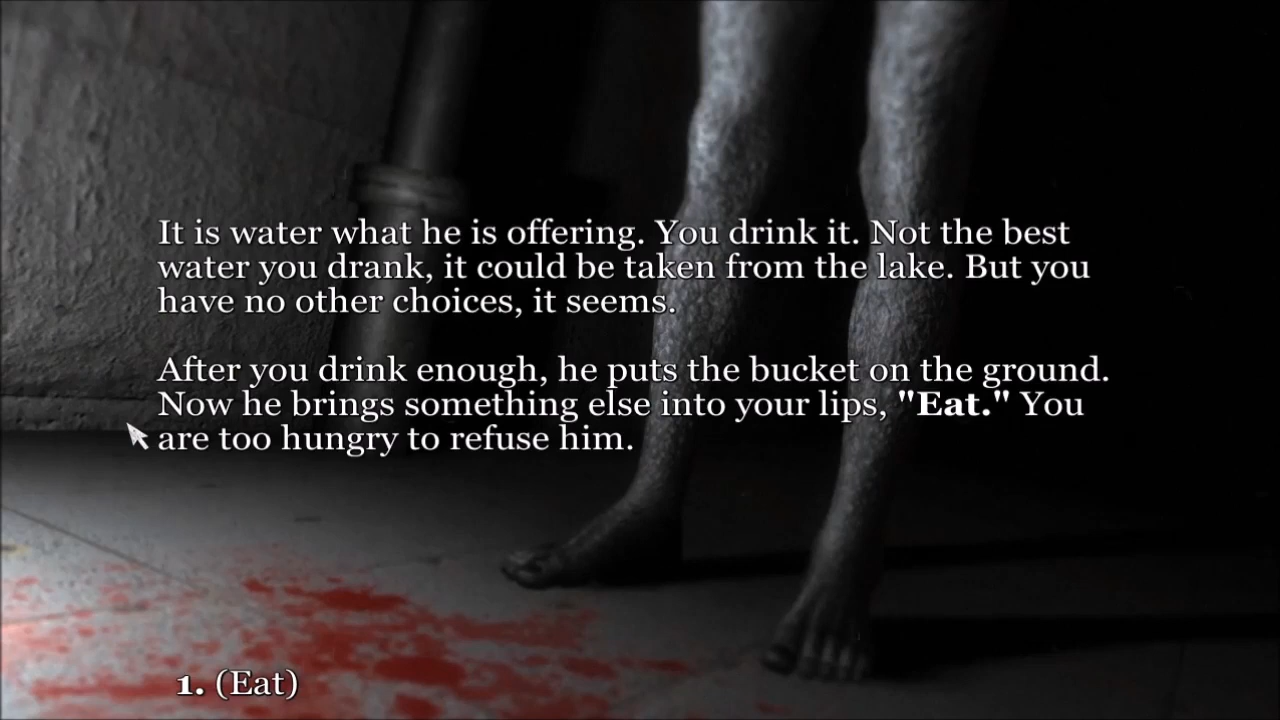 It is water what he is offering. You drink it. Not the best
water you drank, it could be taken from the lake. But you
have no other choices, it seems.
After you drink enough, he puts the bucket on the ground.
Now he brings something else into your lips, "Eat." You
are too hungry to refuse him.
1. (Eat)